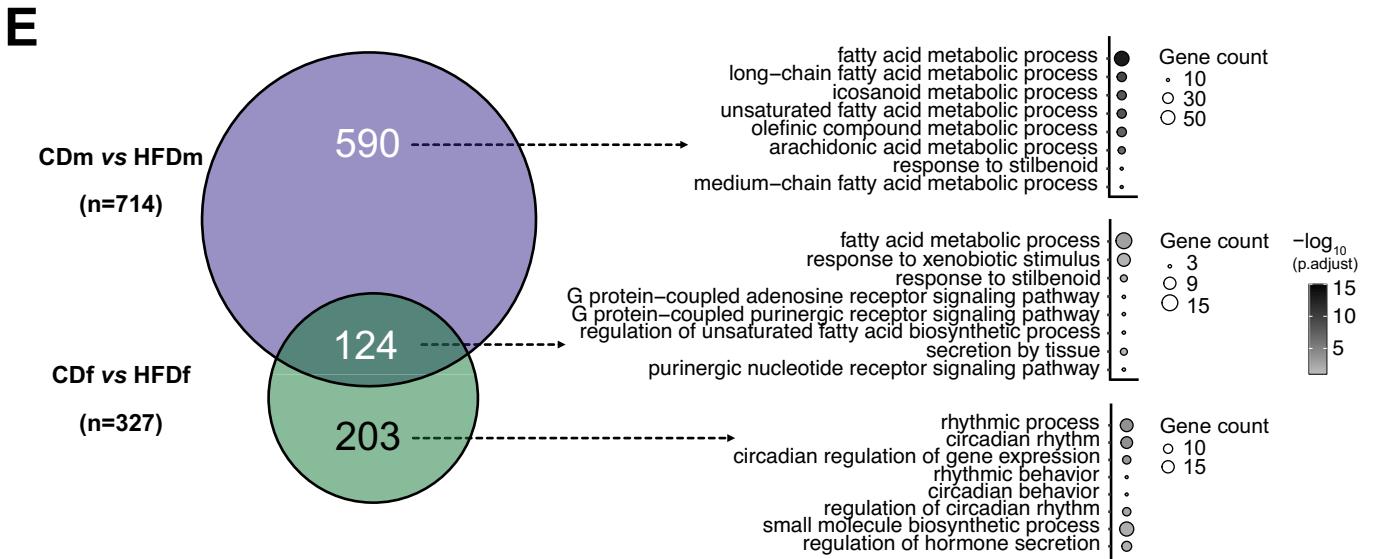 E
CDm vs HFDm
(n=714)
590
CDf vs HFDf
(n=327)
124
203
fatty acid metabolic process
long−chain fatty acid metabolic process
icosanoid metabolic process
unsaturated fatty acid metabolic process
olefinic compound metabolic process
arachidonic acid metabolic process
response to stilbenoid
medium−chain fatty acid metabolic process
Gene count
10
30
50
fatty acid metabolic process
response to xenobiotic stimulus
response to stilbenoid
G protein−coupled adenosine receptor signaling pathway
G protein−coupled purinergic receptor signaling pathway
regulation of unsaturated fatty acid biosynthetic process
secretion by tissue
purinergic nucleotide receptor signaling pathway
Gene count
3
9
15
−log10
(p.adjust)
15
10
5
rhythmic process
circadian rhythm
circadian regulation of gene expression
rhythmic behavior
circadian behavior
regulation of circadian rhythm
small molecule biosynthetic process
regulation of hormone secretion
Gene count
10
15